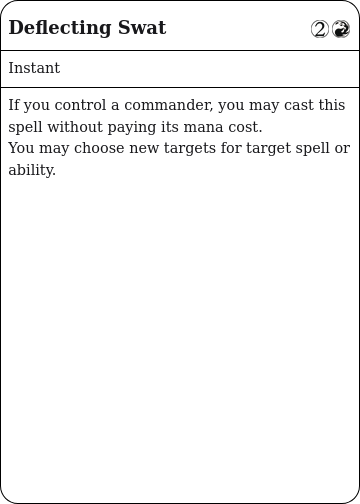 Deflecting Swat 2
Instant
If you control a commander, you may cast this
spell without paying its mana cost.
You may choose new targets for target spell or
ability.